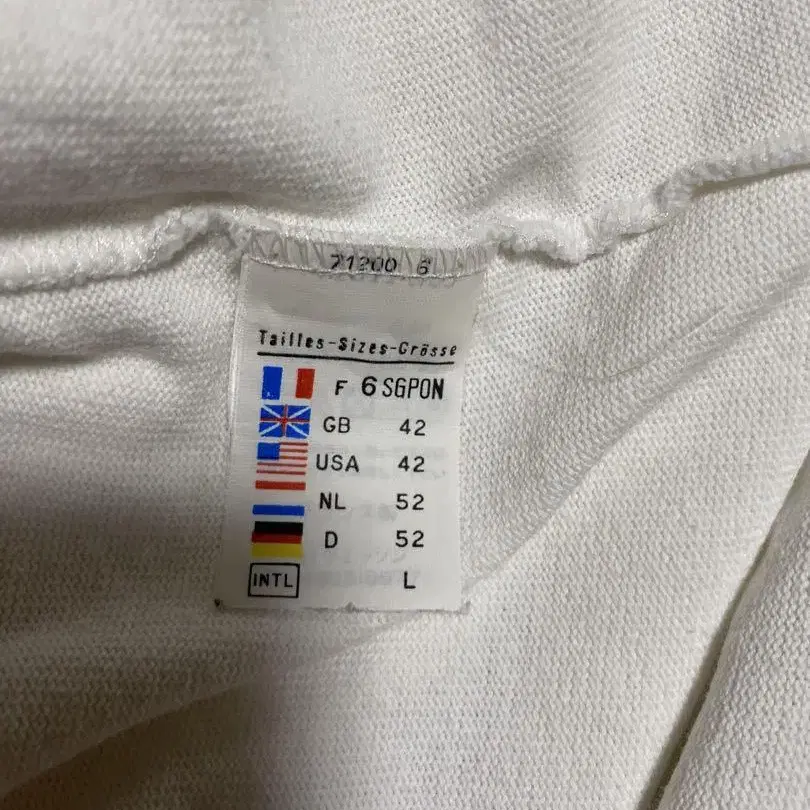 71200 6
Tailles-Sizes-Grösse
F 6 SGPON
GB 42
USA 42
NL 52
D 52
INTL L